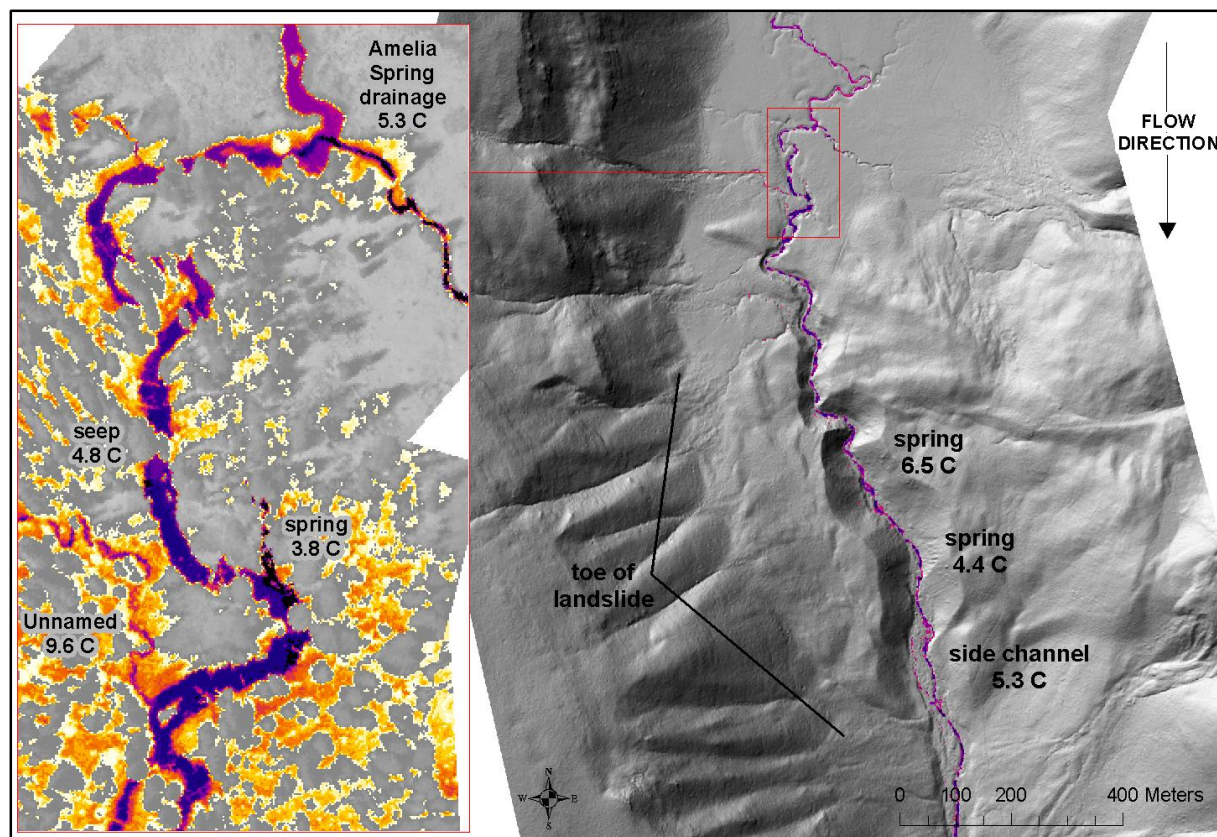 Amelia
Spring
drainage
5.3 C
seep
4.8 C
spring
3.8 C
Unnamed
9.6 C
FLOW
DIRECTION
spring
6.5 C
spring
4.4 C
toe of
landslide
side channel
5.3 C
N
W E
S
0 100 200 400 Meters